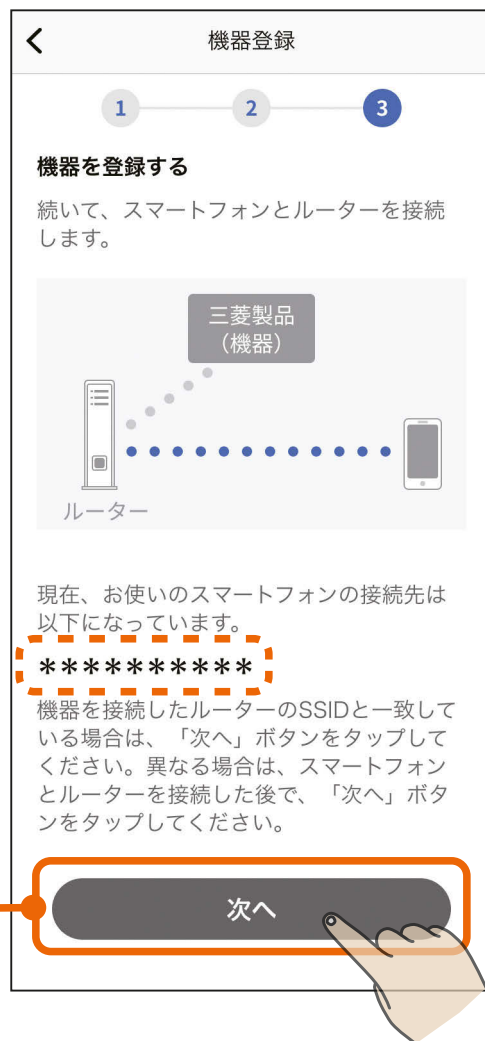 機器登録
1 2 3
機器を登録する
続いて、スマートフォンとルーターを接続
します。
三菱製品
（機器）
ルーター
現在、お使いのスマートフォンの接続先は
以下になっています。
**********
機器を接続したルーターのSSIDと一致して
いる場合は、「次へ」ボタンをタップして
ください。異なる場合は、スマートフォン
とルーターを接続した後で、「次へ」ボタ
ンをタップしてください。
次へ